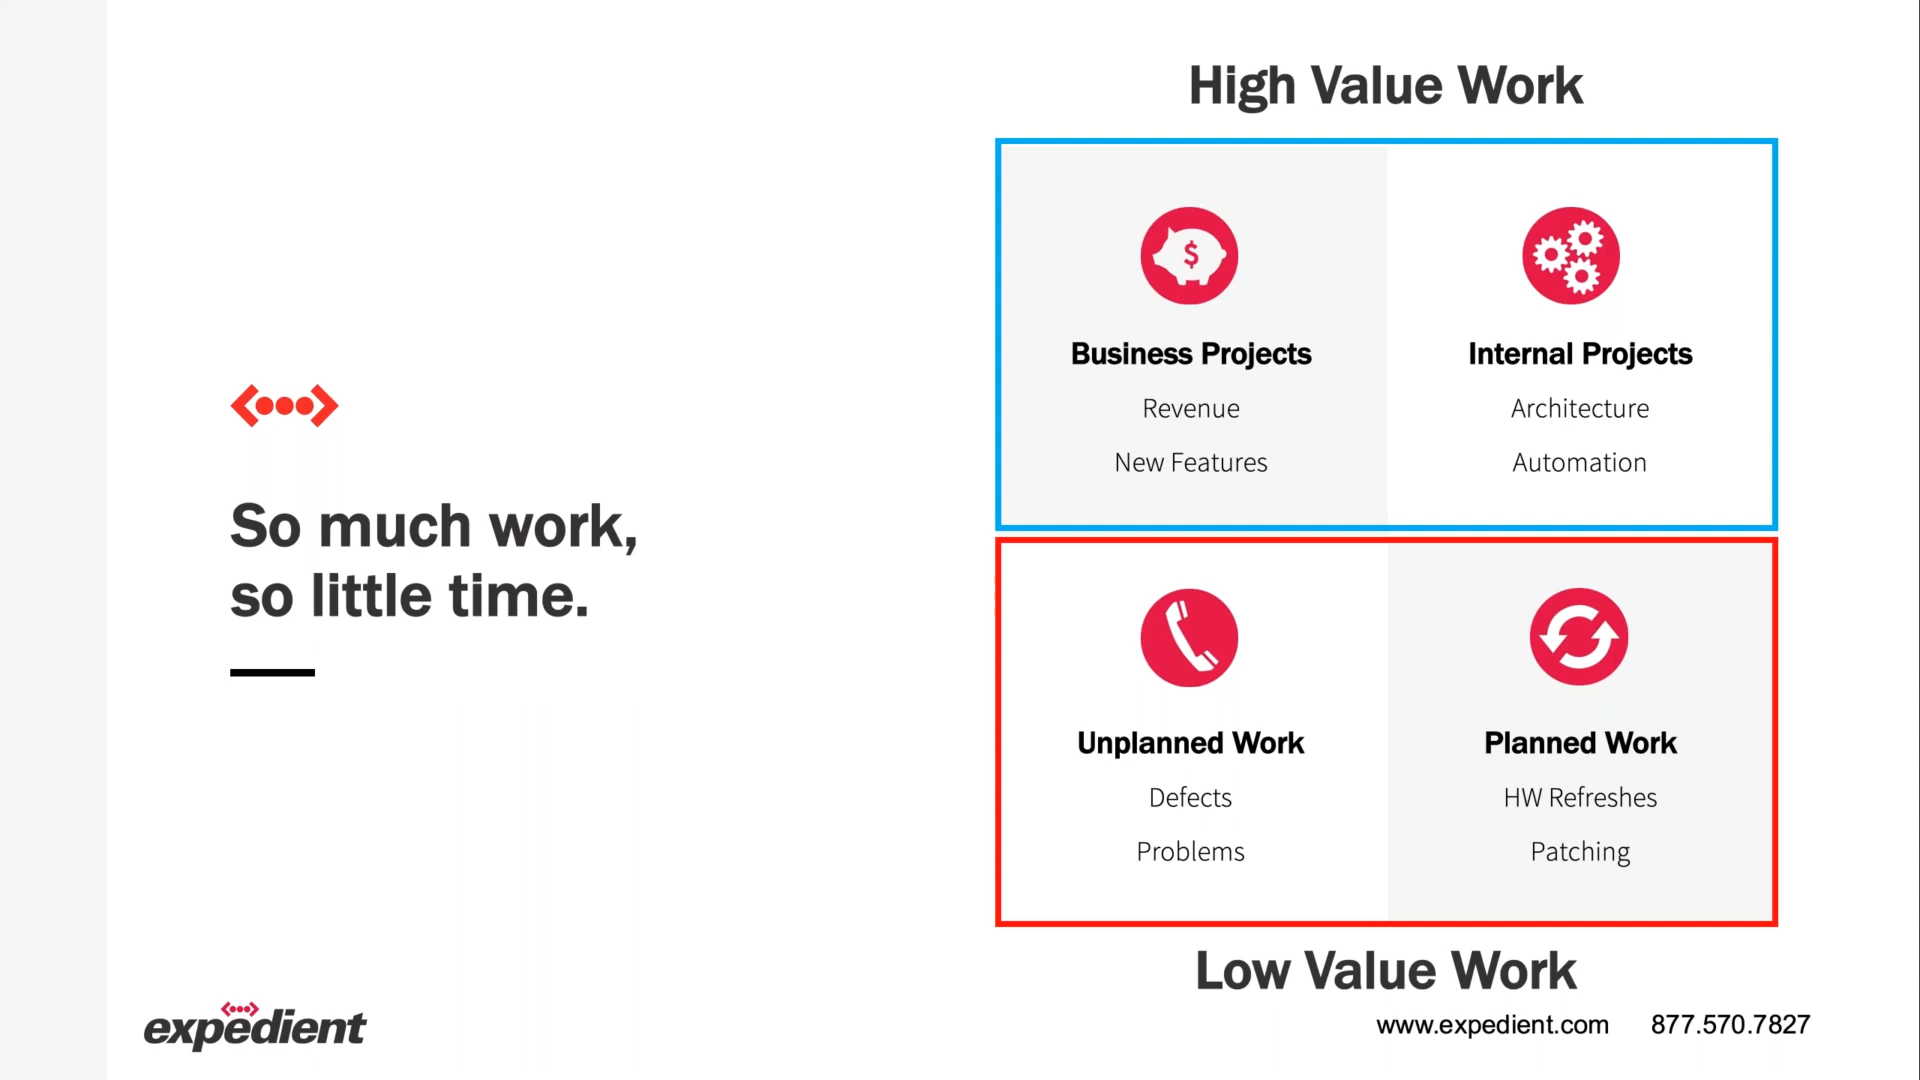 So much work,
so little time.
High Value Work
$
Business Projects
Revenue
New Features
Internal Projects
Architecture
Automation
Unplanned Work
Defects
Problems
Planned Work
HW Refreshes
Patching
Low Value Work
expedient
www.expedient.com
877.570.7827